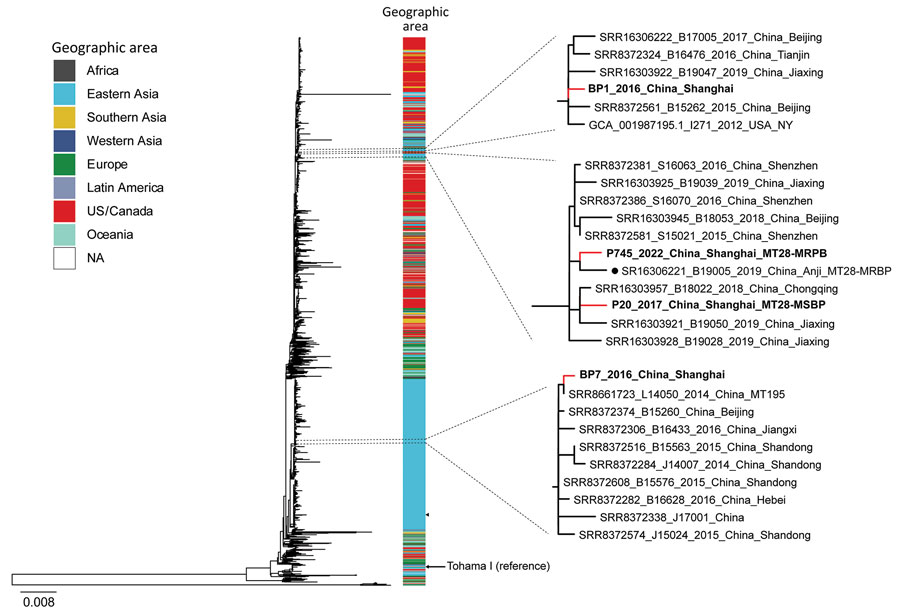 Geographic
area
Geographic area
Africa
Eastern Asia
Southern Asia
Western Asia
Europe
Latin America
US/Canada
Oceania
NA
SRR16306222_B17005_2017_China_Beijing
SRR8372324_B16476_2016_China_Tianjin
SRR16303922_B19047_2019_China_Jiaxing
BP1_2016_China_Shanghai
SRR8372561_B15262_2015_China_Beijing
GCA_001987195.1_I271_2012_USA_NY
SRR8372381_S16063_2016_China_Shenzhen
SRR16303925_B19039_2019_China_Jiaxing
SRR8372386_S16070_2016_China_Shenzhen
SRR16303945_B18053_2018_China_Beijing
SRR8372581_S15021_2015_China_Shenzhen
P745_2022_China_Shanghai_MT28-MRPB
SRR16306221_B19005_2019_China_Anji_MT28-MRBP
SRR16303957_B18022_2018_China_Chongqing
P20_2017_China_Shanghai_MT28-MSBP
SRR16303921_B19050_2019_China_Jiaxing
SRR16303928_B19028_2019_China_Jiaxing
BP7_2016_China_Shanghai
SRR8661723_L14050_2014_China_MT195
SRR8372374_B15260_China_Beijing
SRR8372306_B16433_2016_China_Jiangxi
SRR8372516_B15563_2015_China_Shandong
SRR8372284_J14007_2014_China_Shandong
SRR8372608_B15576_2015_China_Shandong
SRR8372282_B16628_2016_China_Hebei
SRR8372338_J17001_China
SRR8372574_J15024_2015_China_Shandong
Tohama I (reference)
0.008